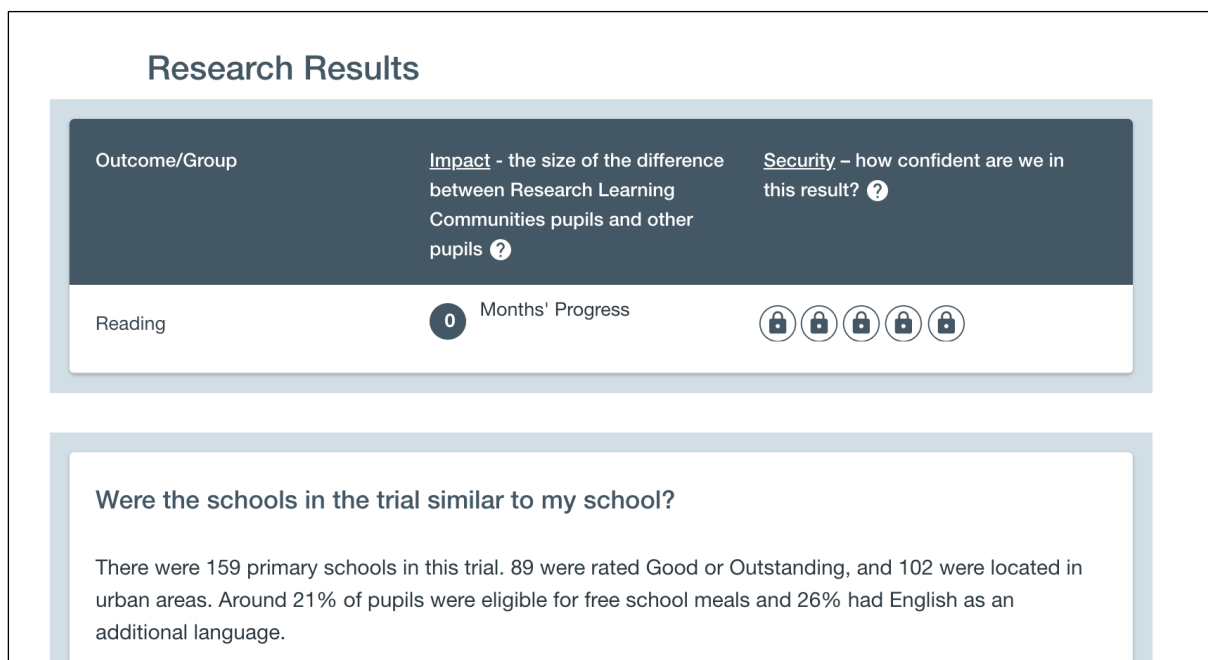 Research Results
Outcome/Group
Impact - the size of the difference
between Research Learning
Communities pupils and other
pupils ?
Security – how confident are we in
this result? ?
Reading
0 Months' Progress
Were the schools in the trial similar to my school?
There were 159 primary schools in this trial. 89 were rated Good or Outstanding, and 102 were located in
urban areas. Around 21% of pupils were eligible for free school meals and 26% had English as an
additional language.